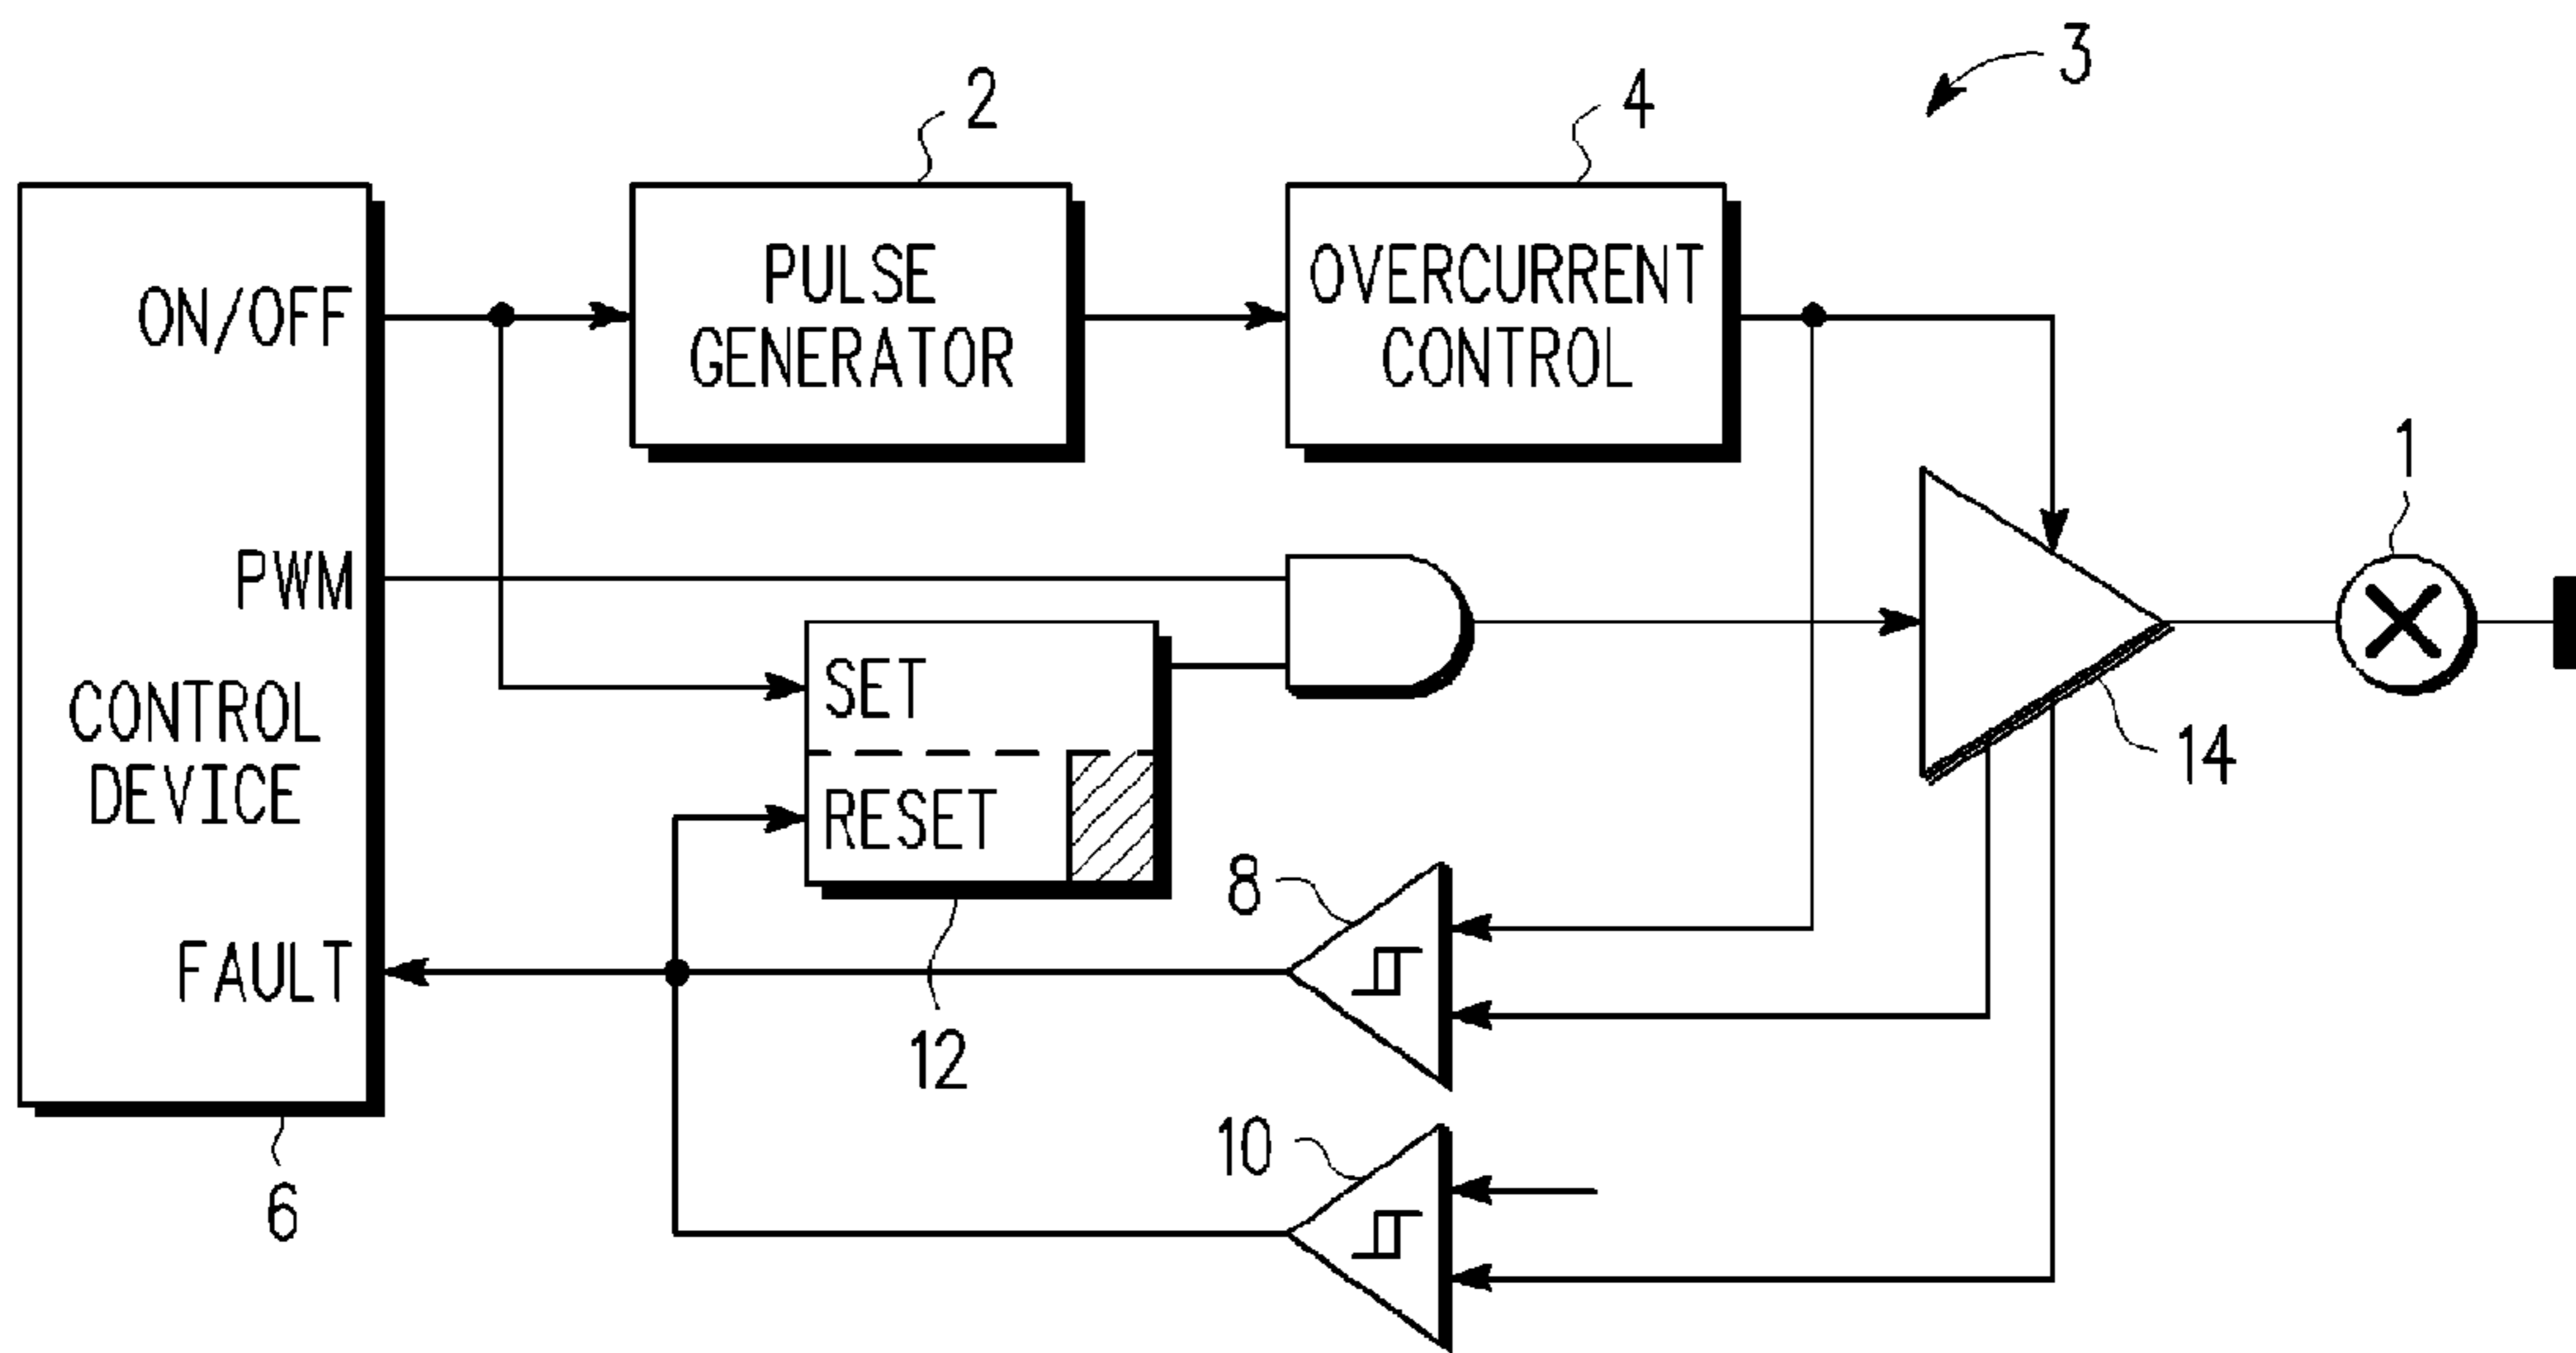 3
2
4
ON/OFF
PULSE
GENERATOR
OVERCURRENT
CONTROL
1
PWM
CONTROL
DEVICE
SET
RESET
14
8
FAULT
12
10
6